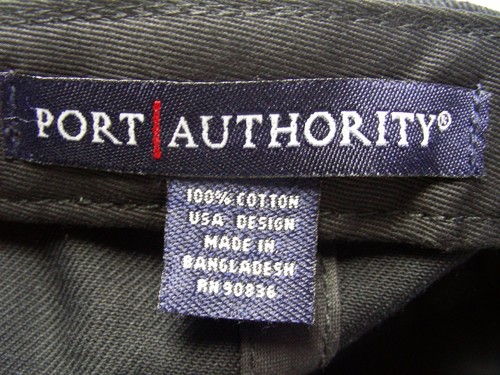 PORT AUTHORITY®
100% COTTON
USA DESIGN
MADE IN
BANGLADESH
RN 90836